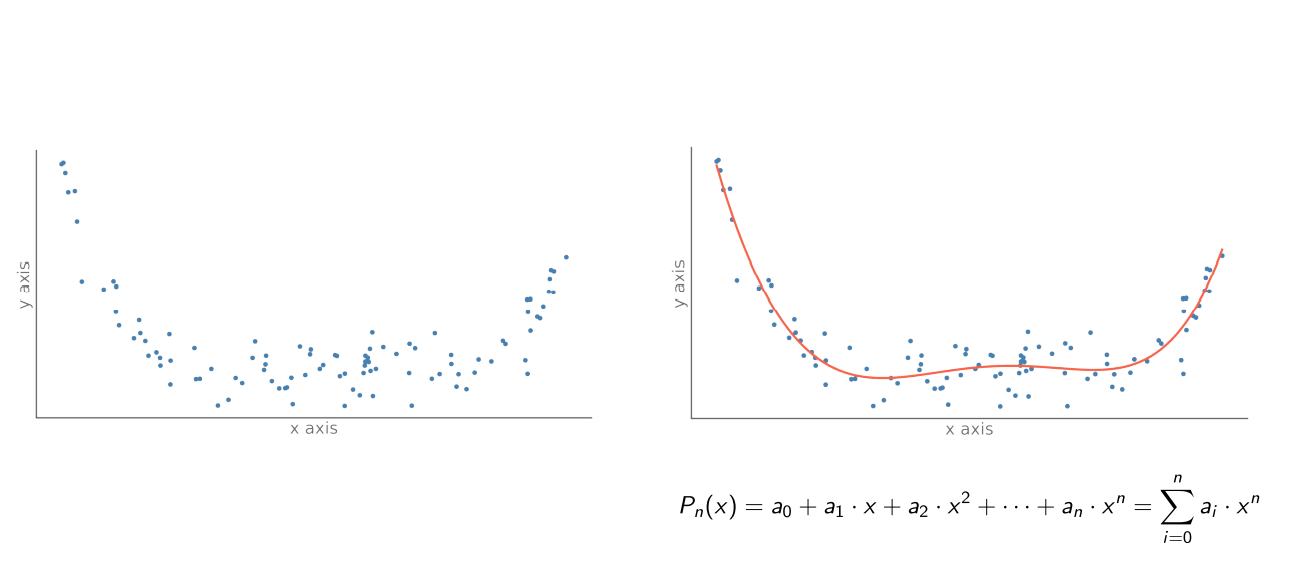 y axis
x axis
y axis
x axis
Pₙ(x) = a₀ + a₁ · x + a₂ · x² + · · · + aₙ · xⁿ = ∑ᵢ₌₀ⁿ aᵢ · xⁿ